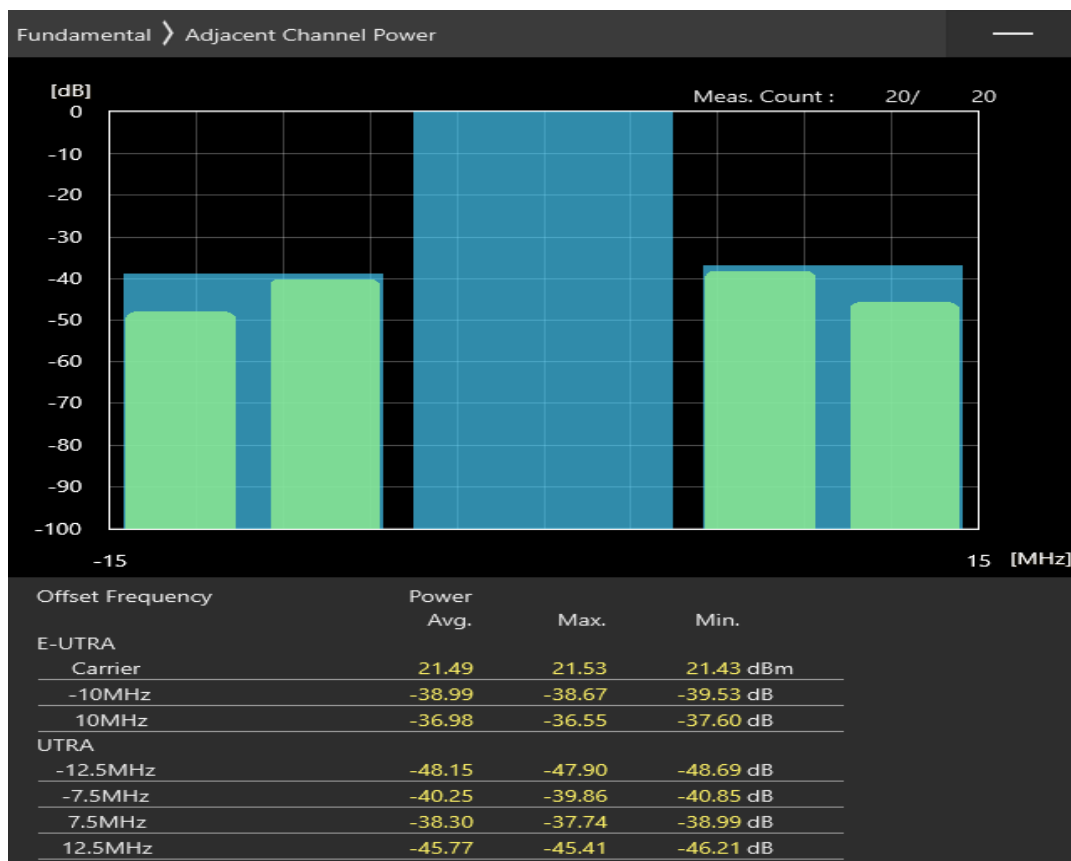 Fundamental ❯ Adjacent Channel Power
[dB]
Meas. Count : 20/ 20
0
-10
-20
-30
-40
-50
-60
-70
-80
-90
-100
-15 15 [MHz]
Offset Frequency Power
Avg. Max. Min.
E-UTRA
Carrier 21.49 21.53 21.43 dBm
-10MHz -38.99 -38.67 -39.53 dB
10MHz -36.98 -36.55 -37.60 dB
UTRA
-12.5MHz -48.15 -47.90 -48.69 dB
-7.5MHz -40.25 -39.86 -40.85 dB
7.5MHz -38.30 -37.74 -38.99 dB
12.5MHz -45.77 -45.41 -46.21 dB